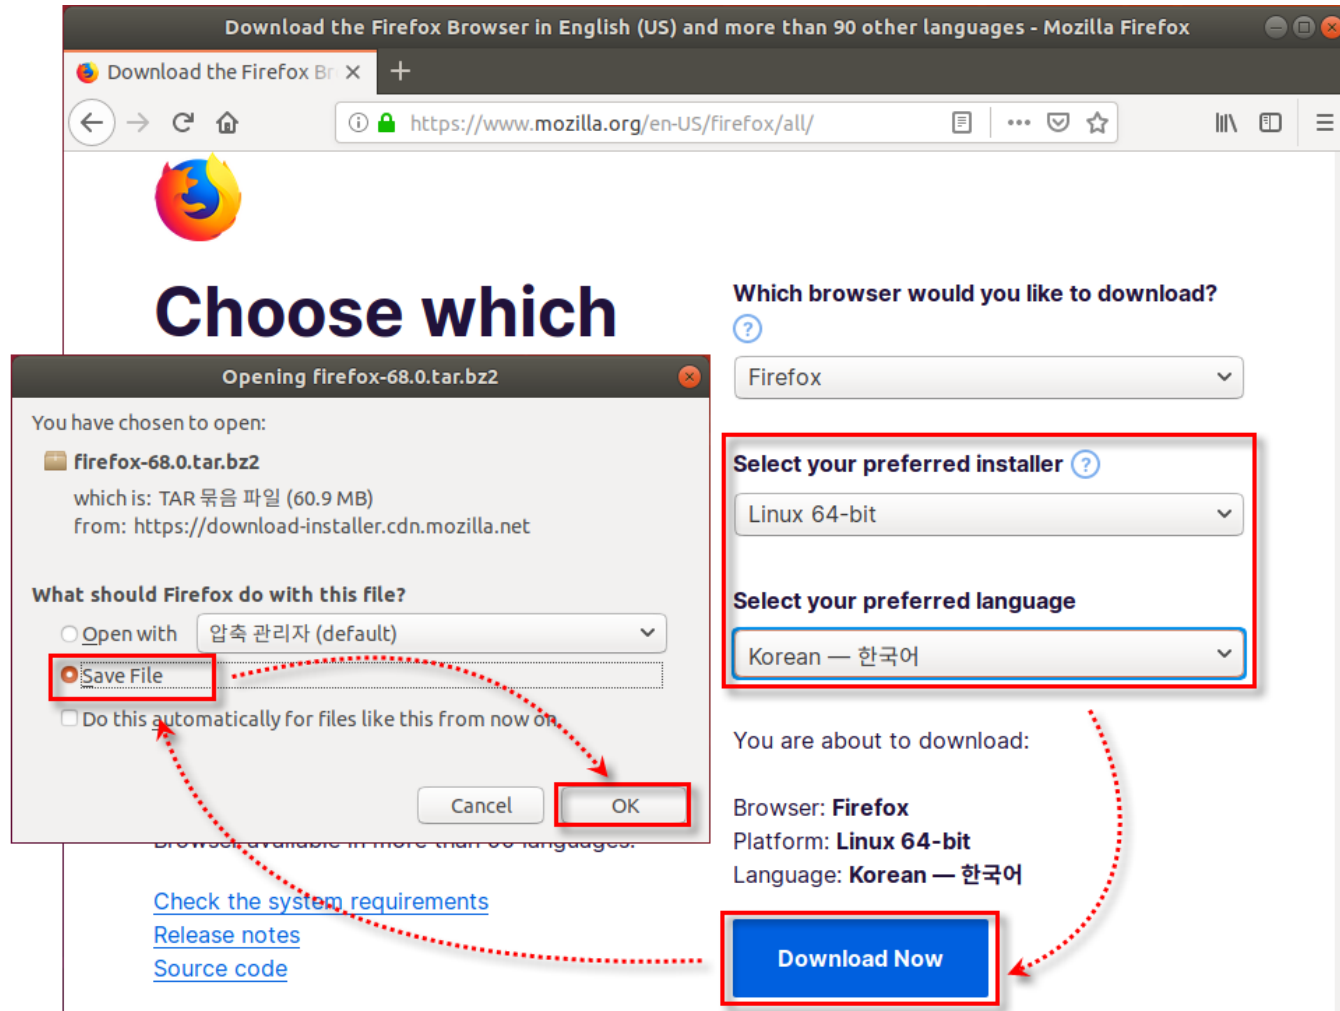 Download the Firefox Browser in English (US) and more than 90 other languages - Mozilla Firefox
Download the Firefox Br
https://www.mozilla.org/en-US/firefox/all/
Choose which
Which browser would you like to download?
Firefox
Select your preferred installer
Linux 64-bit
Select your preferred language
Korean — 한국어
You are about to download:
Browser: Firefox
Platform: Linux 64-bit
Language: Korean — 한국어
Download Now
Opening firefox-68.0.tar.bz2
You have chosen to open:
firefox-68.0.tar.bz2
which is: TAR 묶음 파일 (60.9 MB)
from: https://download-installer.cdn.mozilla.net
What should Firefox do with this file?
Open with 압축 관리자 (default)
Save File
Do this automatically for files like this from now on.
Cancel OK
available in more than languages.
Check the system requirements
Release notes
Source code